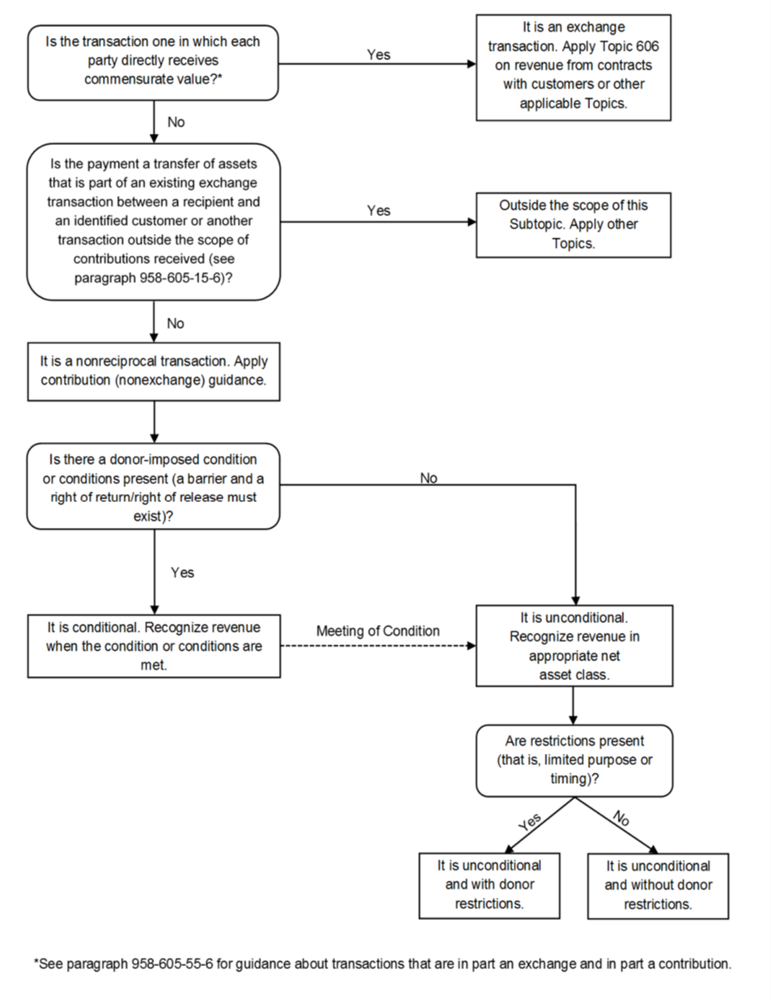 Is the transaction one in which each
party directly receives
commensurate value?*
Yes
It is an exchange
transaction. Apply Topic 606
on revenue from contracts
with customers or other
applicable Topics.
No
Is the payment a transfer of assets
that is part of an existing exchange
transaction between a recipient and
an identified customer or another
transaction outside the scope of
contributions received (see
paragraph 958-605-15-6)?
Yes
Outside the scope of this
Subtopic. Apply other
Topics.
No
It is a nonreciprocal transaction. Apply
contribution (nonexchange) guidance.
Is there a donor-imposed condition
or conditions present (a barrier and a
right of return/right of release must
exist)?
No
Yes
It is conditional. Recognize revenue
when the condition or conditions are
met.
Meeting of Condition
It is unconditional.
Recognize revenue in
appropriate net
asset class.
Are restrictions present
(that is, limited purpose or
timing)?
Yes
No
It is unconditional
and with donor
restrictions.
It is unconditional
and without donor
restrictions.
*See paragraph 958-605-55-6 for guidance about transactions that are in part an exchange and in part a contribution.